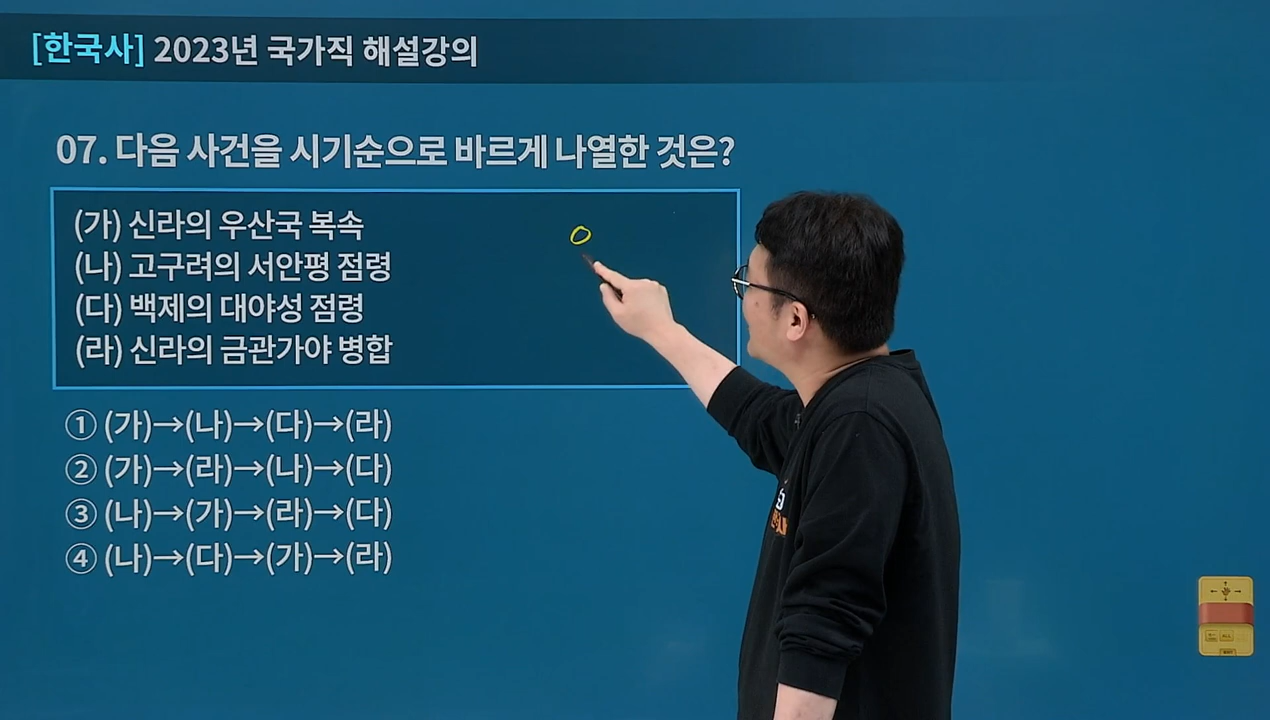 [한국사] 2023년 국가직 해설강의
07. 다음 사건을 시기순으로 바르게 나열한 것은?
(가) 신라의 우산국 복속
(나) 고구려의 서안평 점령
(다) 백제의 대야성 점령
(라) 신라의 금관가야 병합
① (가)→(나)→(다)→(라)
② (가)→(라)→(나)→(다)
③ (나)→(가)→(라)→(다)
④ (나)→(다)→(가)→(라)